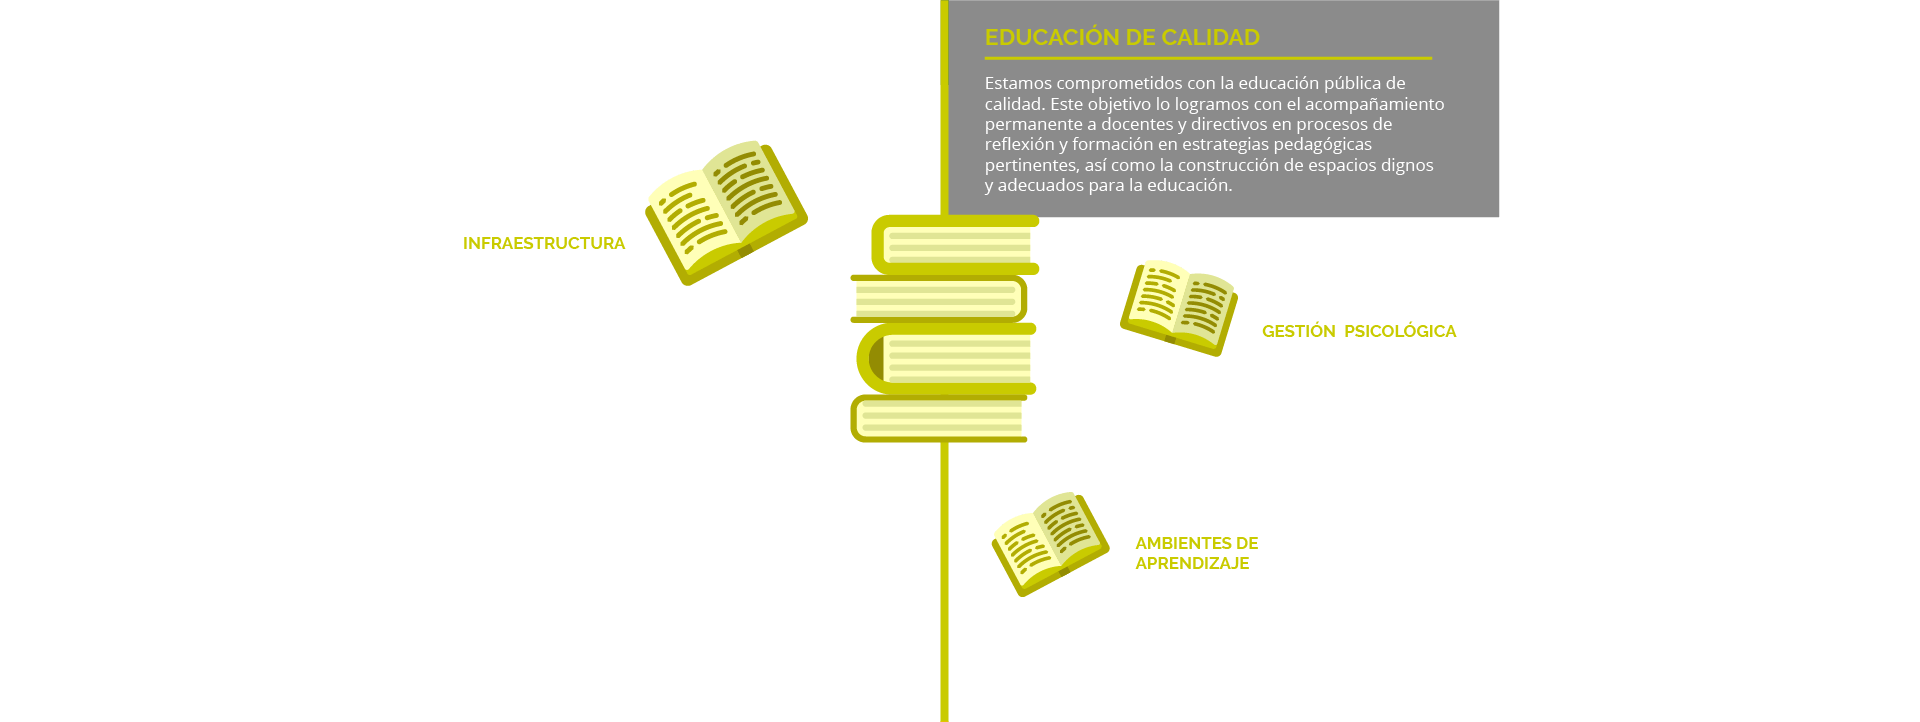 EDUCACIÓN DE CALIDAD
Estamos comprometidos con la educación pública de
calidad. Este objetivo lo logramos con el acompañamiento
permanente a docentes y directivos en procesos de
reflexión y formación en estrategias pedagógicas
pertinentes, así como la construcción de espacios dignos
y adecuados para la educación.
INFRAESTRUCTURA
GESTIÓN PSICOLÓGICA
AMBIENTES DE
APRENDIZAJE